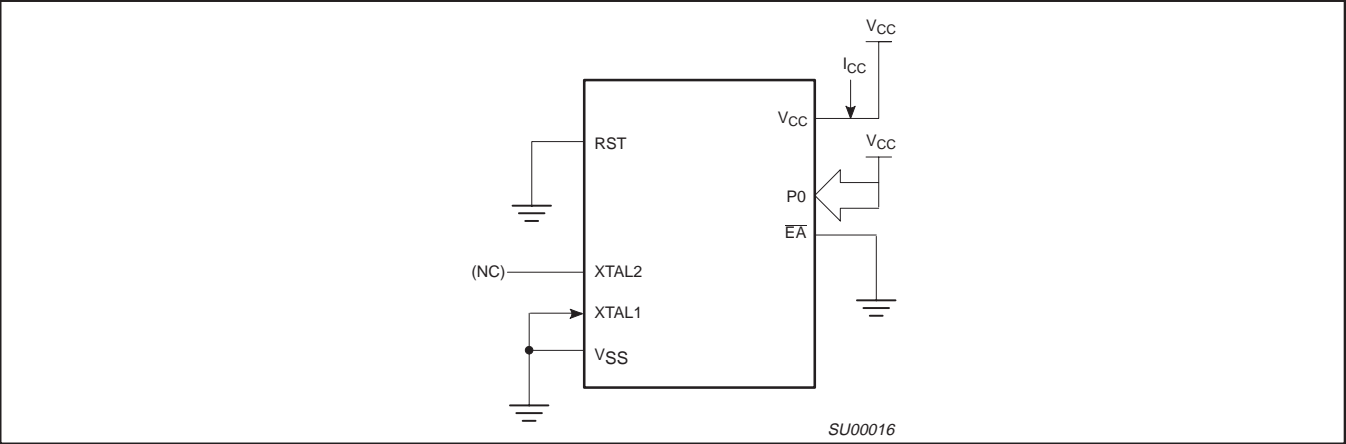 VCC
ICC
VCC
RST
VCC
P0
EA
(NC)
XTAL2
XTAL1
VSS
SU00016